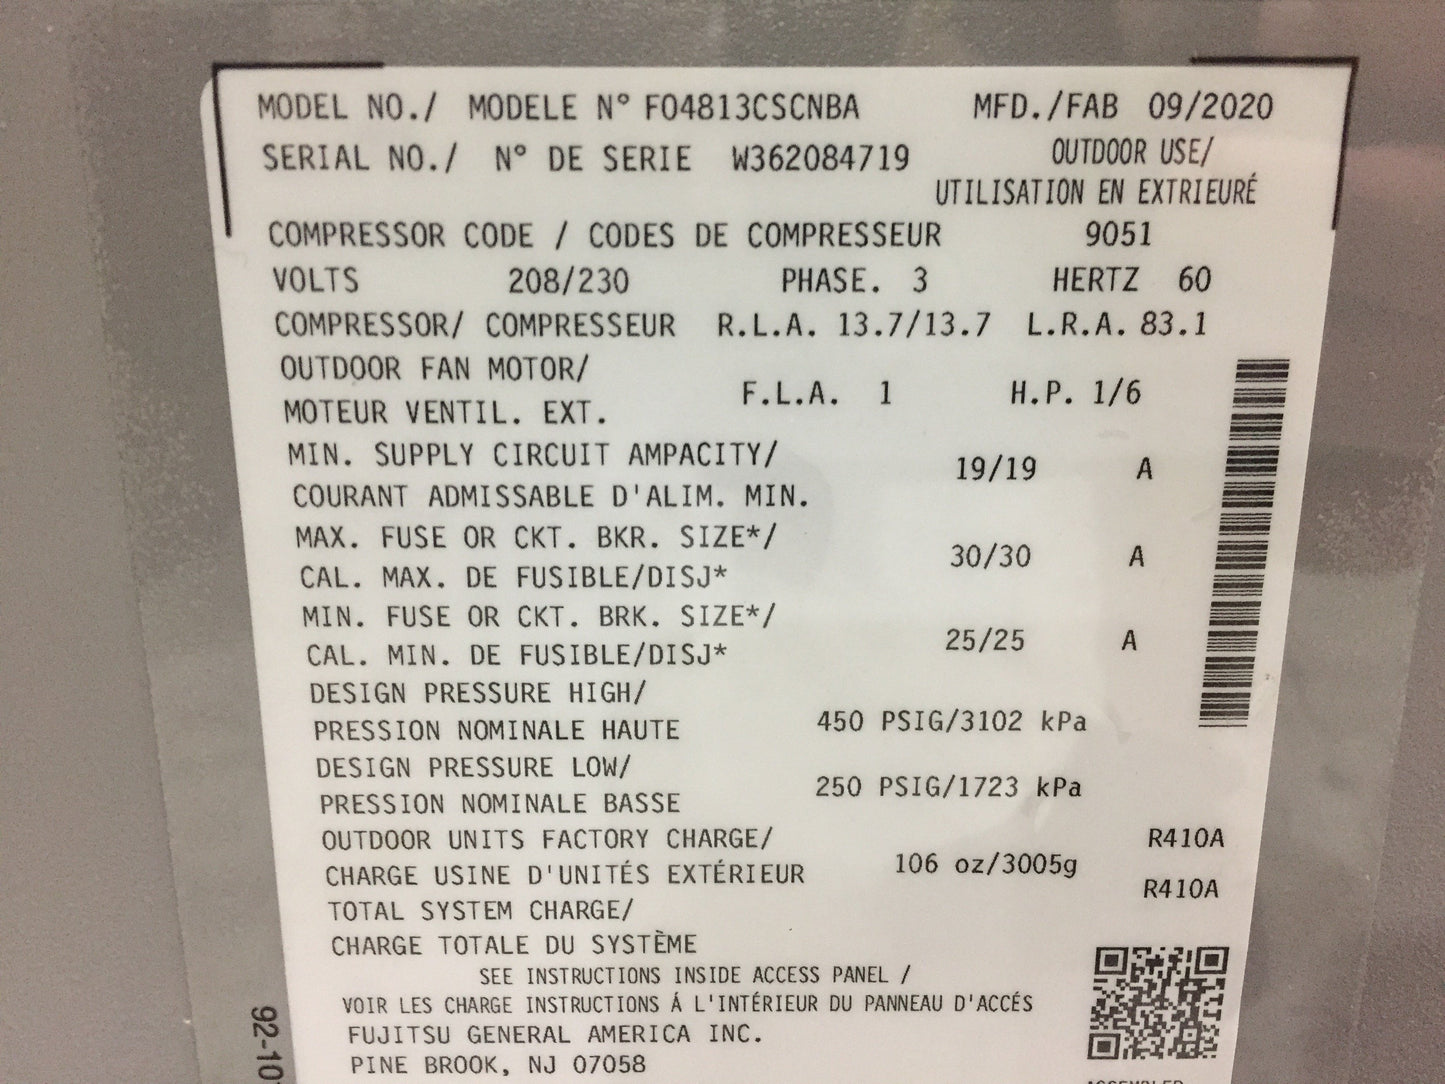 MODEL NO./ MODELE N° FO4813CSCNBA MFD./FAB 09/2020
SERIAL NO./ N° DE SERIE W362084719 OUTDOOR USE/
UTILISATION EN EXTRIEURÉ
COMPRESSOR CODE / CODES DE COMPRESSEUR 9051
VOLTS 208/230 PHASE. 3 HERTZ 60
COMPRESSOR/ COMPRESSEUR R.L.A. 13.7/13.7 L.R.A. 83.1
OUTDOOR FAN MOTOR/
MOTEUR VENTIL. EXT. F.L.A. 1 H.P. 1/6
MIN. SUPPLY CIRCUIT AMPACITY/
COURANT ADMISSABLE D'ALIM. MIN. 19/19 A
MAX. FUSE OR CKT. BKR. SIZE*/
CAL. MAX. DE FUSIBLE/DISJ* 30/30 A
MIN. FUSE OR CKT. BRK. SIZE*/
CAL. MIN. DE FUSIBLE/DISJ* 25/25 A
DESIGN PRESSURE HIGH/
PRESSION NOMINALE HAUTE 450 PSIG/3102 kPa
DESIGN PRESSURE LOW/
PRESSION NOMINALE BASSE 250 PSIG/1723 kPa
OUTDOOR UNITS FACTORY CHARGE/ R410A
CHARGE USINE D'UNITÉS EXTÉRIEUR 106 oz/3005g
R410A
TOTAL SYSTEM CHARGE/
CHARGE TOTALE DU SYSTÈME
SEE INSTRUCTIONS INSIDE ACCESS PANEL /
VOIR LES CHARGE INSTRUCTIONS Á L'INTÉRIEUR DU PANNEAU D'ACCÉS
FUJITSU GENERAL AMERICA INC.
PINE BROOK, NJ 07058
92-10